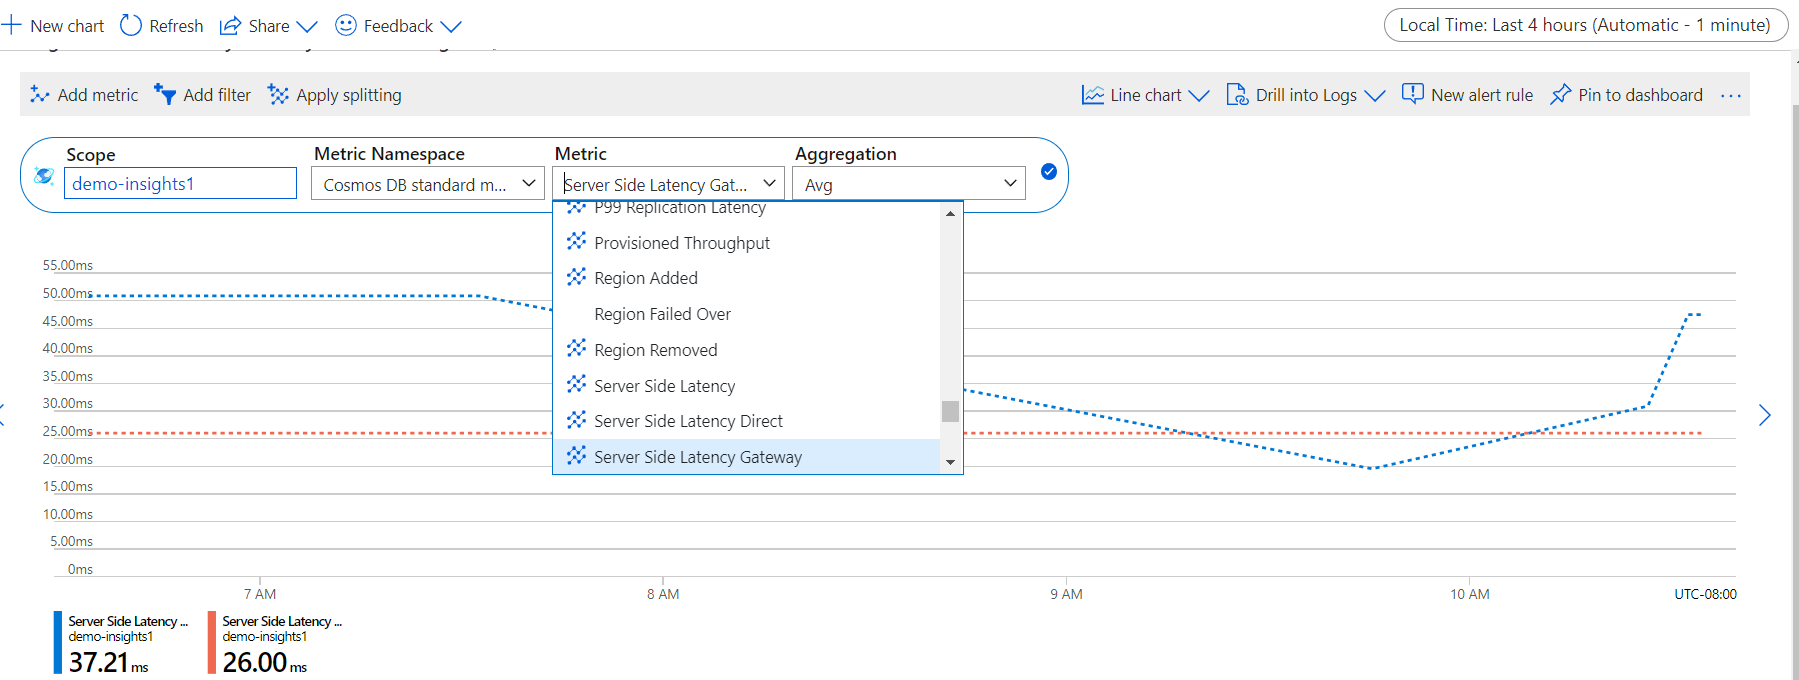 New chart Refresh Share Feedback Local Time: Last 4 hours (Automatic - 1 minute)
Add metric Add filter Apply splitting Line chart Drill into Logs New alert rule Pin to dashboard ...
Scope Metric Namespace Metric Aggregation
demo-insights1 Cosmos DB standard m... Server Side Latency Gat... Avg
P99 Replication Latency
Provisioned Throughput
Region Added
Region Failed Over
Region Removed
Server Side Latency
Server Side Latency Direct
Server Side Latency Gateway
55.00ms
50.00ms
45.00ms
40.00ms
35.00ms
30.00ms
25.00ms
20.00ms
15.00ms
10.00ms
5.00ms
0ms
7 AM 8 AM 9 AM 10 AM UTC-08:00
Server Side Latency ... Server Side Latency ...
demo-insights1 demo-insights1
37.21 ms 26.00 ms